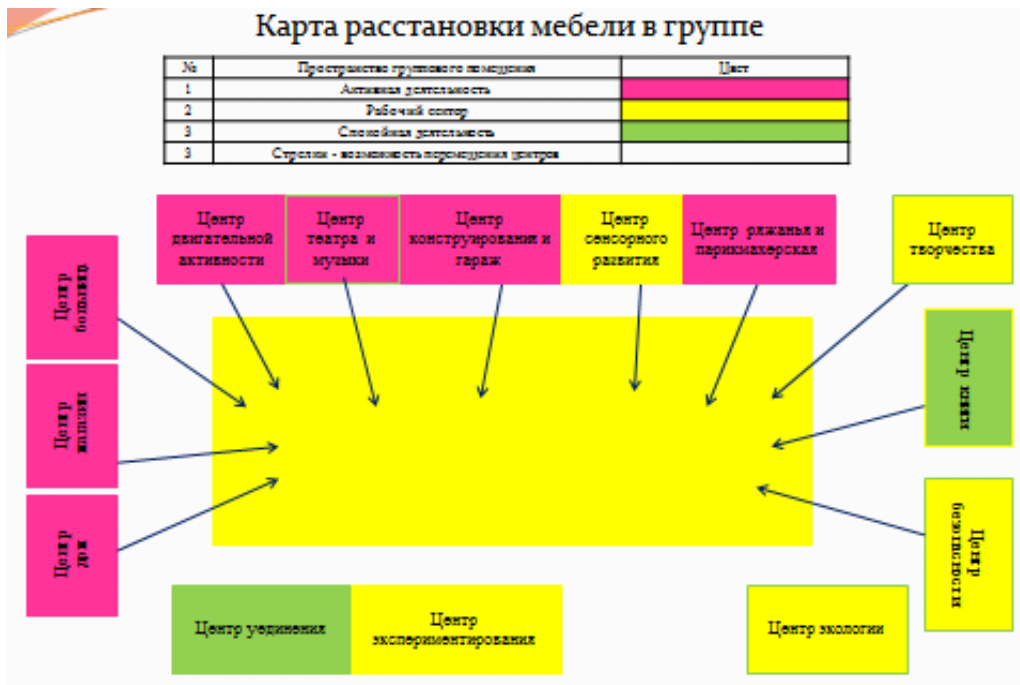 Карта расстановки мебели в группе
№ Пространство группового помещения Цвет
1 Активная деятельность
2 Рабочий сектор
3 Спокойная деятельность
3 Стрелки - возможность перемещения центров
Центр
двигательной
активности
Центр
театра и
музыки
Центр
конструирования и
гараж
Центр
сенсорного
развития
Центр ряжанья и
парикмахерская
Центр
творчества
Центр
больниц
Центр
магазин
Центр
дом
Центр книги
Центр
безопасности
Центр уединения
Центр
экспериментирования
Центр экологии